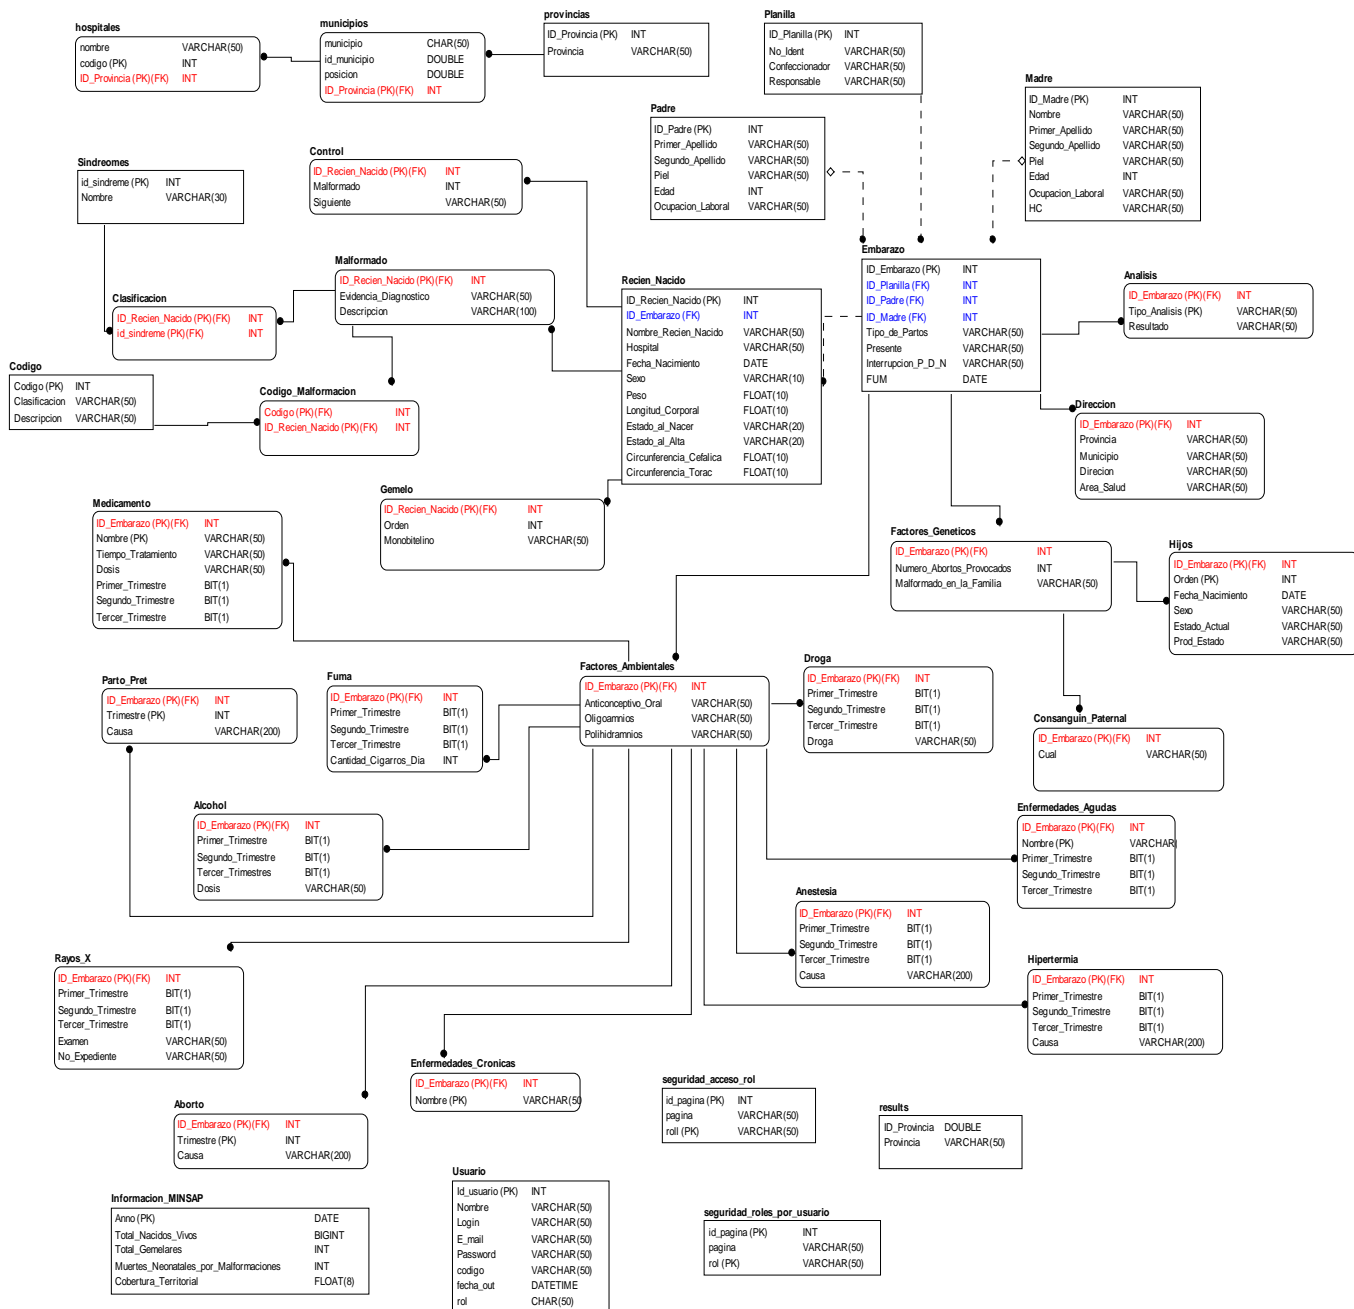 hospitales
nombre VARCHAR(50)
codigo (PK) INT
ID_Provincia (PK)(FK) INT
municipios
municipio CHAR(50)
id_municipio DOUBLE
posicion DOUBLE
ID_Provincia (PK)(FK) INT
provincias
ID_Provincia (PK) INT
Provincia VARCHAR(50)
Planilla
ID_Planilla (PK) INT
No_Ident VARCHAR(50)
Confeccionador VARCHAR(50)
Responsable VARCHAR(50)
Madre
ID_Madre (PK) INT
Nombre VARCHAR(50)
Primer_Apellido VARCHAR(50)
Segundo_Apellido VARCHAR(50)
Piel VARCHAR(50)
Edad INT
Ocupacion_Laboral VARCHAR(50)
HC VARCHAR(50)
Padre
ID_Padre (PK) INT
Primer_Apellido VARCHAR(50)
Segundo_Apellido VARCHAR(50)
Piel VARCHAR(50)
Edad INT
Ocupacion_Laboral VARCHAR(50)
Sindreomes
id_sindreme (PK) INT
Nombre VARCHAR(30)
Control
ID_Recien_Nacido (PK)(FK) INT
Malformado INT
Siguiente VARCHAR(50)
Malformado
ID_Recien_Nacido (PK)(FK) INT
Evidencia_Diagnostico VARCHAR(50)
Descripcion VARCHAR(100)
Clasificacion
ID_Recien_Nacido (PK)(FK) INT
id_sindreme (PK)(FK) INT
Recien_Nacido
ID_Recien_Nacido (PK) INT
ID_Embarazo (FK) INT
Nombre_Recien_Nacido VARCHAR(50)
Hospital VARCHAR(50)
Fecha_Nacimiento DATE
Sexo VARCHAR(10)
Peso FLOAT(10)
Longitud_Corporal FLOAT(10)
Estado_al_Nacer VARCHAR(20)
Estado_al_Alta VARCHAR(20)
Circunferencia_Cefalica FLOAT(10)
Circunferencia_Torac FLOAT(10)
Embarazo
ID_Embarazo (PK) INT
ID_Planilla (FK) INT
ID_Padre (FK) INT
ID_Madre (FK) INT
Tipo_de_Partos VARCHAR(50)
Presente VARCHAR(50)
Interrupcion_P_D_N VARCHAR(50)
FUM DATE
Analisis
ID_Embarazo (PK)(FK) INT
Tipo_Analisis (PK) VARCHAR(50)
Resultado VARCHAR(50)
Codigo
Codigo (PK) INT
Clasificacion VARCHAR(50)
Descripcion VARCHAR(50)
Codigo_Malformacion
Codigo (PK)(FK) INT
ID_Recien_Nacido (PK)(FK) INT
Direccion
ID_Embarazo (PK)(FK) INT
Provincia VARCHAR(50)
Municipio VARCHAR(50)
Direcion VARCHAR(50)
Area_Salud VARCHAR(50)
Gemelo
ID_Recien_Nacido (PK)(FK) INT
Orden INT
Monobitelino VARCHAR(50)
Medicamento
ID_Embarazo (PK)(FK) INT
Nombre (PK) VARCHAR(50)
Tiempo_Tratamiento VARCHAR(50)
Dosis VARCHAR(50)
Primer_Trimestre BIT(1)
Segundo_Trimestre BIT(1)
Tercer_Trimestre BIT(1)
Factores_Geneticos
ID_Embarazo (PK)(FK) INT
Numero_Abortos_Provocados INT
Malformado_en_la_Familia VARCHAR(50)
Hijos
ID_Embarazo (PK)(FK) INT
Orden (PK) INT
Fecha_Nacimiento DATE
Sexo VARCHAR(50)
Estado_Actual VARCHAR(50)
Prod_Estado VARCHAR(50)
Parto_Pret
ID_Embarazo (PK)(FK) INT
Trimestre (PK) INT
Causa VARCHAR(200)
Fuma
ID_Embarazo (PK)(FK) INT
Primer_Trimestre BIT(1)
Segundo_Trimestre BIT(1)
Tercer_Trimestre BIT(1)
Cantidad_Cigarros_Dia INT
Factores_Ambientales
ID_Embarazo (PK)(FK) INT
Anticonceptivo_Oral VARCHAR(50)
Oligoamnios VARCHAR(50)
Polihidramnios VARCHAR(50)
Droga
ID_Embarazo (PK)(FK) INT
Primer_Trimestre BIT(1)
Segundo_Trimestre BIT(1)
Tercer_Trimestre BIT(1)
Droga VARCHAR(50)
Consanguin_Paternal
ID_Embarazo (PK)(FK) INT
Cual VARCHAR(50)
Alcohol
ID_Embarazo (PK)(FK) INT
Primer_Trimestre BIT(1)
Segundo_Trimestre BIT(1)
Tercer_Trimestres BIT(1)
Dosis VARCHAR(50)
Enfermedades_Agudas
ID_Embarazo (PK)(FK) INT
Nombre (PK) VARCHAR(
Primer_Trimestre BIT(1)
Segundo_Trimestre BIT(1)
Tercer_Trimestre BIT(1)
Anestesia
ID_Embarazo (PK)(FK) INT
Primer_Trimestre BIT(1)
Segundo_Trimestre BIT(1)
Tercer_Trimestre BIT(1)
Causa VARCHAR(200)
Rayos_X
ID_Embarazo (PK)(FK) INT
Primer_Trimestre BIT(1)
Segundo_Trimestre BIT(1)
Tercer_Trimestre BIT(1)
Examen VARCHAR(50)
No_Expediente VARCHAR(50)
Hipertermia
ID_Embarazo (PK)(FK) INT
Primer_Trimestre BIT(1)
Segundo_Trimestre BIT(1)
Tercer_Trimestre BIT(1)
Causa VARCHAR(200)
Enfermedades_Cronicas
ID_Embarazo (PK)(FK) INT
Nombre (PK) VARCHAR(50
Aborto
ID_Embarazo (PK)(FK) INT
Trimestre (PK) INT
Causa VARCHAR(200)
seguridad_acceso_rol
id_pagina (PK) INT
pagina VARCHAR(50)
roll (PK) VARCHAR(50)
results
ID_Provincia DOUBLE
Provincia VARCHAR(50)
Informacion_MINSAP
Anno (PK) DATE
Total_Nacidos_Vivos BIGINT
Total_Gemelares INT
Muertes_Neonatales_por_Malformaciones INT
Cobertura_Territorial FLOAT(8)
Usuario
Id_usuario (PK) INT
Nombre VARCHAR(50)
Login VARCHAR(50)
E_mail VARCHAR(50)
Password VARCHAR(50)
codigo VARCHAR(50)
fecha_out DATETIME
rol CHAR(50)
seguridad_roles_por_usuario
id_pagina (PK) INT
pagina VARCHAR(50)
rol (PK) VARCHAR(50)